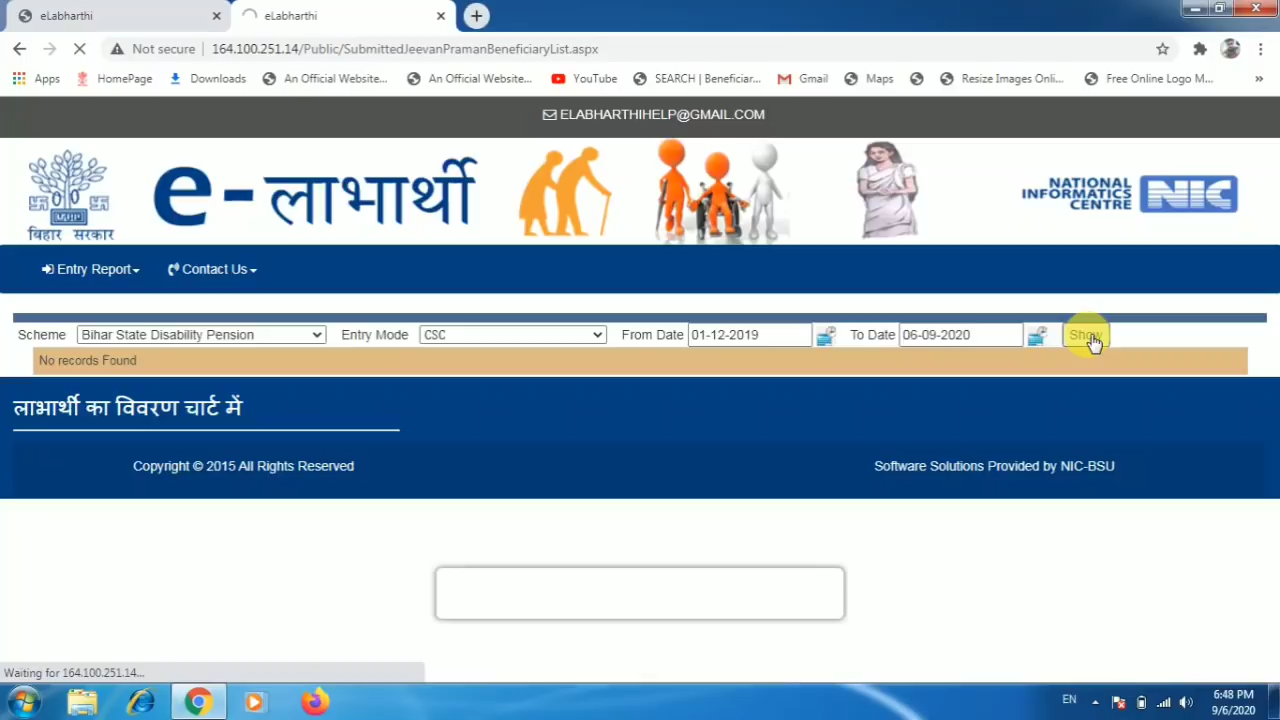 eLabharthi
eLabharthi
Not secure | 164.100.251.14/Public/SubmittedJeevanPramanBeneficiaryList.aspx
Apps HomePage Downloads An Official Website... An Official Website... YouTube SEARCH | Beneficiar... Gmail Maps Resize Images Onli... Free Online Logo M... »
ELABHARTHIHELP@GMAIL.COM
बिहार सरकार
e-लाभार्थी
NATIONAL
INFORMATICS
CENTRE
NIC
Entry Report Contact Us
Scheme Bihar State Disability Pension Entry Mode CSC From Date 01-12-2019 To Date 06-09-2020 Show
No records Found
लाभार्थी का विवरण चार्ट में
Copyright © 2015 All Rights Reserved Software Solutions Provided by NIC-BSU
Waiting for 164.100.251.14...
EN
6:48 PM
9/6/2020